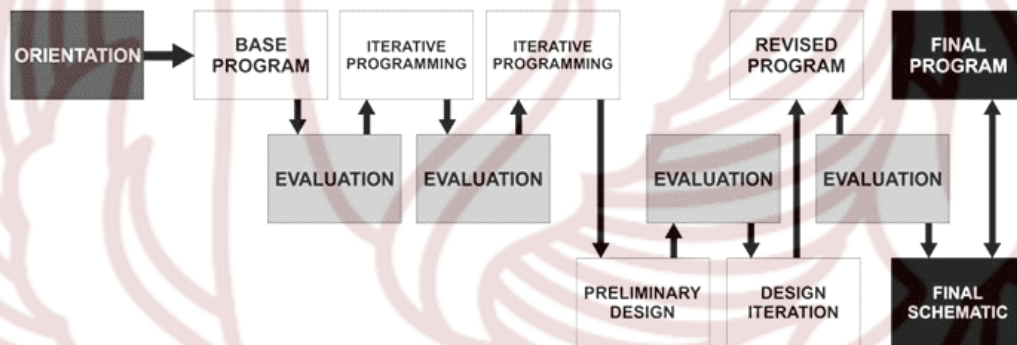 ORIENTATION
BASE
PROGRAM
ITERATIVE
PROGRAMMING
ITERATIVE
PROGRAMMING
REVISED
PROGRAM
FINAL
PROGRAM
EVALUATION
EVALUATION
EVALUATION
EVALUATION
PRELIMINARY
DESIGN
DESIGN
ITERATION
FINAL
SCHEMATIC